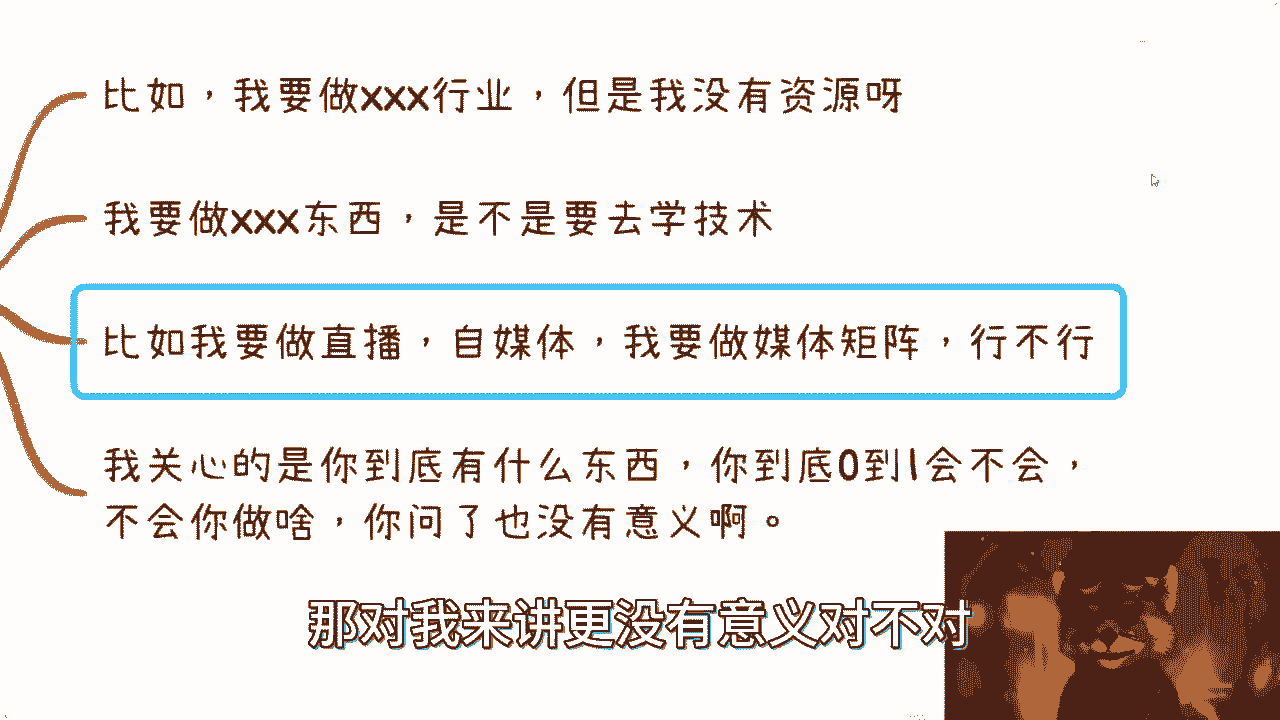 比如，我要做xxx行业，但是我没有资源呀
我要做xxx东西，是不是要去学技术
比如我要做直播，自媒体，我要做媒体矩阵，行不行
我关心的是你到底有什么东西，你到底0到1会不会，
不会你做啥，你问了也没有意义啊。
那对我来讲更没有意义对不对